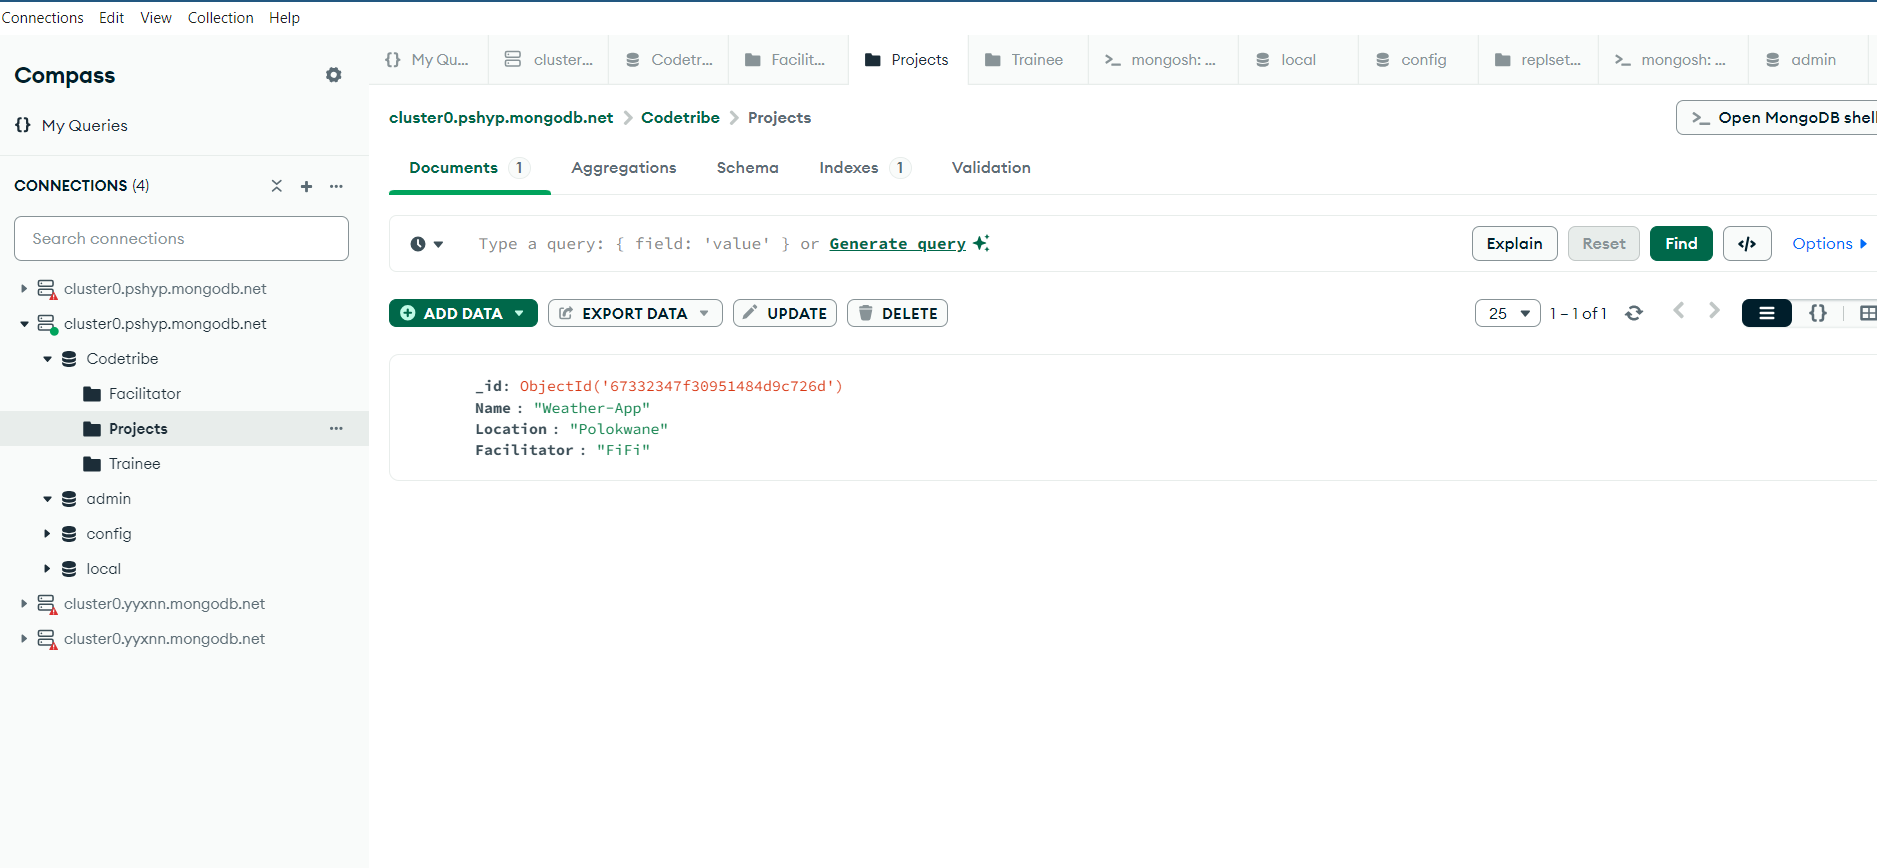 Connections Edit View Collection Help
Compass
My Queries
CONNECTIONS (4)
Search connections
cluster0.pshyp.mongodb.net
cluster0.pshyp.mongodb.net
Codetribe
Facilitator
Projects
Trainee
admin
config
local
cluster0.yyxnn.mongodb.net
cluster0.yyxnn.mongodb.net
{} My Qu... cluster... Codetr... Facilit... Projects Trainee >_ mongosh: ... local config replset... >_ mongosh: ... admin
cluster0.pshyp.mongodb.net > Codetribe > Projects
>_ Open MongoDB shell
Documents 1 Aggregations Schema Indexes 1 Validation
Type a query: { field: 'value' } or Generate query
Explain Reset Find </> Options
ADD DATA EXPORT DATA UPDATE DELETE
25 1 – 1 of 1 {}
_id: ObjectId('67332347f30951484d9c726d')
Name : "Weather-App"
Location : "Polokwane"
Facilitator : "FiFi"